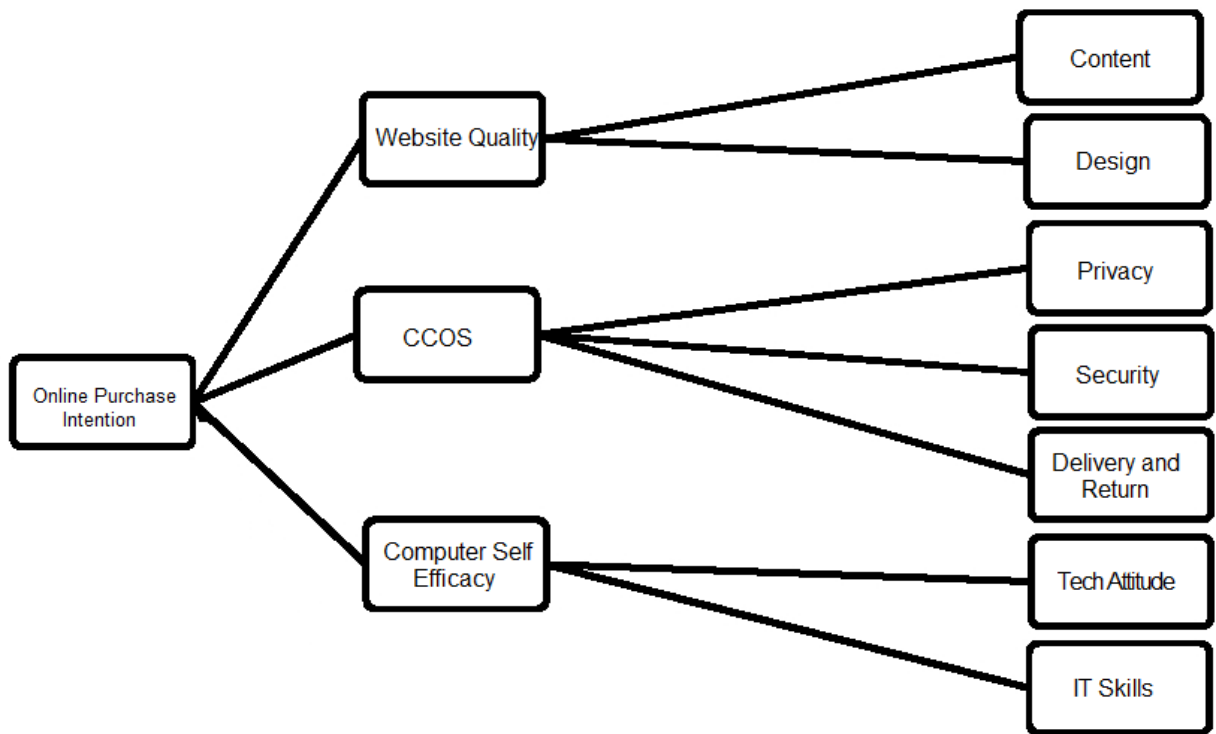 Content
Website Quality
Design
Privacy
CCOS
Security
Online Purchase
Intention
Delivery and
Return
Computer Self
Efficacy
Tech Attitude
IT Skills